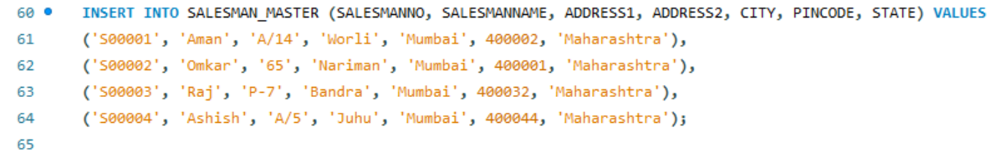 60 INSERT INTO SALESMAN_MASTER (SALESMANNO, SALESMANNAME, ADDRESS1, ADDRESS2, CITY, PINCODE, STATE) VALUES
61 ('S00001', 'Aman', 'A/14', 'Worli', 'Mumbai', 400002, 'Maharashtra'),
62 ('S00002', 'Omkar', '65', 'Nariman', 'Mumbai', 400001, 'Maharashtra'),
63 ('S00003', 'Raj', 'P-7', 'Bandra', 'Mumbai', 400032, 'Maharashtra'),
64 ('S00004', 'Ashish', 'A/5', 'Juhu', 'Mumbai', 400044, 'Maharashtra');
65